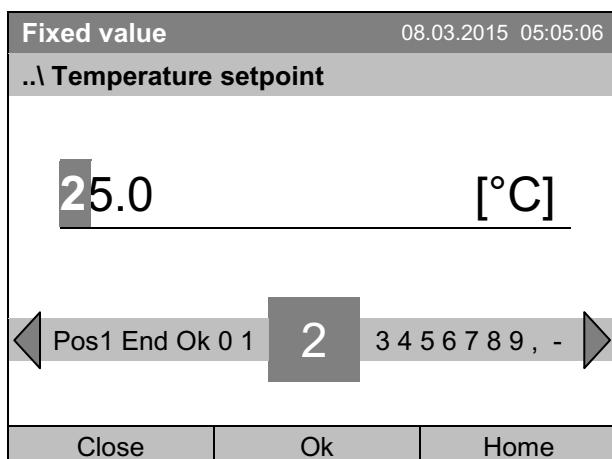 Fixed value 08.03.2015 05:05:06
..\ Temperature setpoint
25.0 [°C]
Pos1 End Ok 0 1 2 3 4 5 6 7 8 9 , -
Close Ok Home